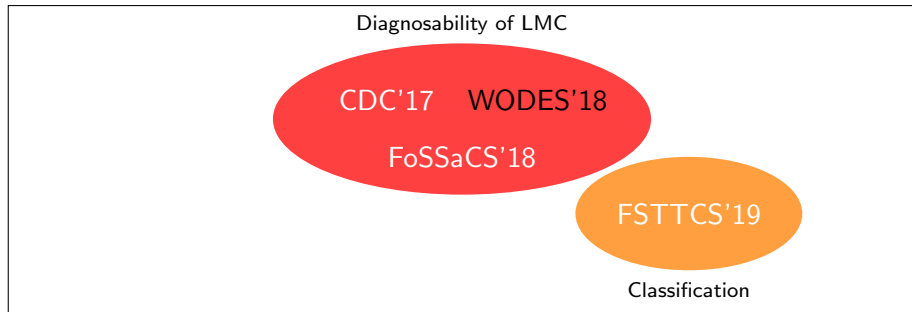 Diagnosability of LMC
CDC'17 WODES'18
FoSSaCS'18
FSTTCS'19
Classification